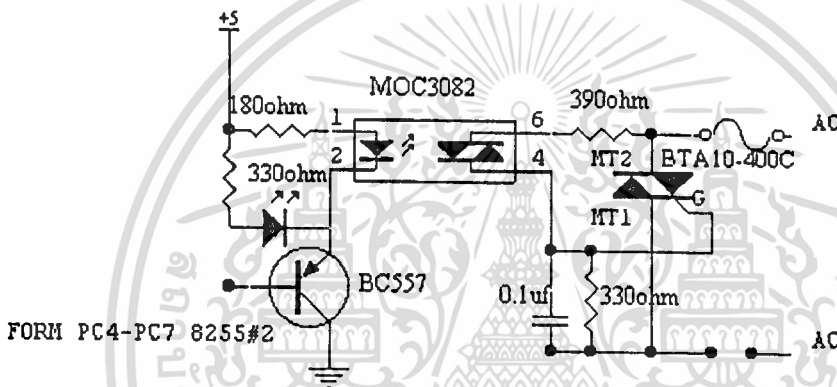 +5
MOC3082
180ohm
1
6
390ohm
AC
2
4
MT2
BTA10-400C
330ohm
G
MT1
BC557
0.1uf
330ohm
FORM PC4-PC7 8255#2
AC